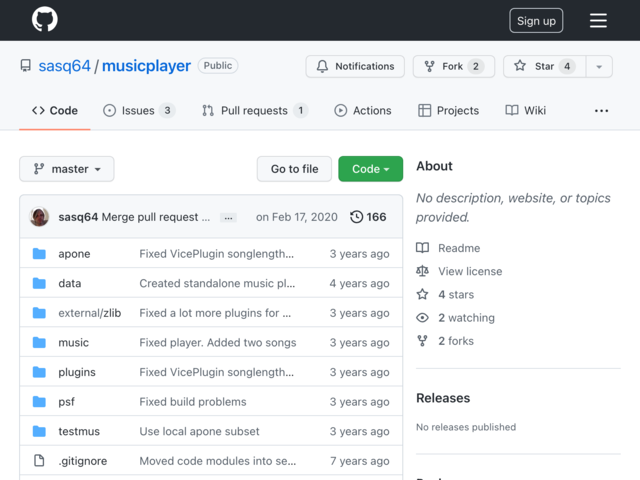 Sign up
sasq64 / musicplayer Public
Notifications Fork 2 Star 4
Code Issues 3 Pull requests 1 Actions Projects Wiki
master Go to file Code
sasq64 Merge pull request ... ... on Feb 17, 2020 166
apone Fixed VicePlugin songlength... 3 years ago
data Created standalone music pl... 4 years ago
external/zlib Fixed a lot more plugins for ... 3 years ago
music Fixed player. Added two songs 3 years ago
plugins Fixed VicePlugin songlength... 3 years ago
psf Fixed build problems 3 years ago
testmus Use local apone subset 3 years ago
.gitignore Moved code modules into se... 7 years ago
About
No description, website, or topics
provided.
Readme
View license
4 stars
2 watching
2 forks
Releases
No releases published